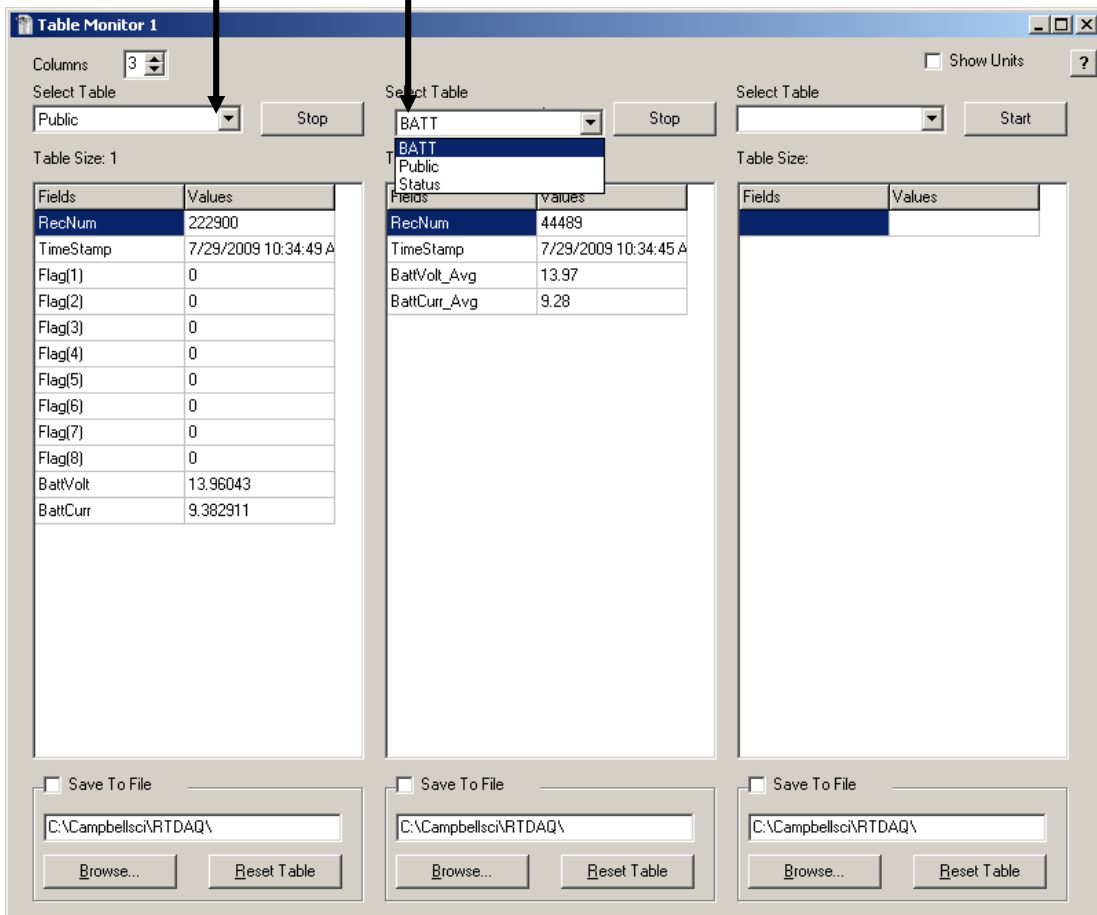 Table Monitor 1
Columns 3 Show Units ?
Select Table Select Table Select Table
Public Stop BATT Stop Start
BATT
Public
Status
Table Size: 1 T Table Size:
Fields Values Fields Values Fields Values
RecNum 222900 RecNum 44489
TimeStamp 7/29/2009 10:34:49 A TimeStamp 7/29/2009 10:34:45 A
Flag(1) 0 BattVolt_Avg 13.97
Flag(2) 0 BattCurr_Avg 9.28
Flag(3) 0
Flag(4) 0
Flag(5) 0
Flag(6) 0
Flag(7) 0
Flag(8) 0
BattVolt 13.96043
BattCurr 9.382911
Save To File Save To File Save To File
C:\Campbellsci\RTDAQ\ C:\Campbellsci\RTDAQ\ C:\Campbellsci\RTDAQ\
Browse... Reset Table Browse... Reset Table Browse... Reset Table